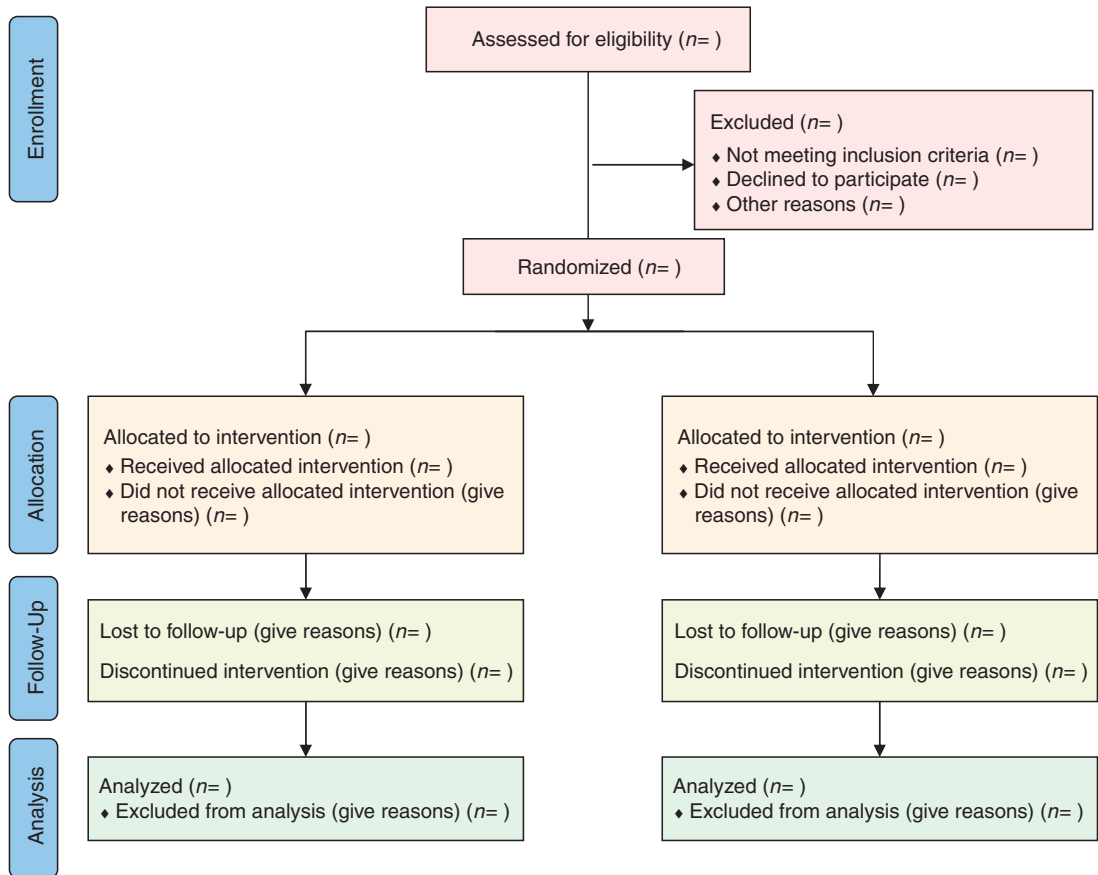 Enrollment
Assessed for eligibility (n= )
Excluded (n= )
♦ Not meeting inclusion criteria (n= )
♦ Declined to participate (n= )
♦ Other reasons (n= )
Randomized (n= )
Allocation
Allocated to intervention (n= )
♦ Received allocated intervention (n= )
♦ Did not receive allocated intervention (give
reasons) (n= )
Allocated to intervention (n= )
♦ Received allocated intervention (n= )
♦ Did not receive allocated intervention (give
reasons) (n= )
Follow-Up
Lost to follow-up (give reasons) (n= )
Discontinued intervention (give reasons) (n= )
Lost to follow-up (give reasons) (n= )
Discontinued intervention (give reasons) (n= )
Analysis
Analyzed (n= )
♦ Excluded from analysis (give reasons) (n= )
Analyzed (n= )
♦ Excluded from analysis (give reasons) (n= )